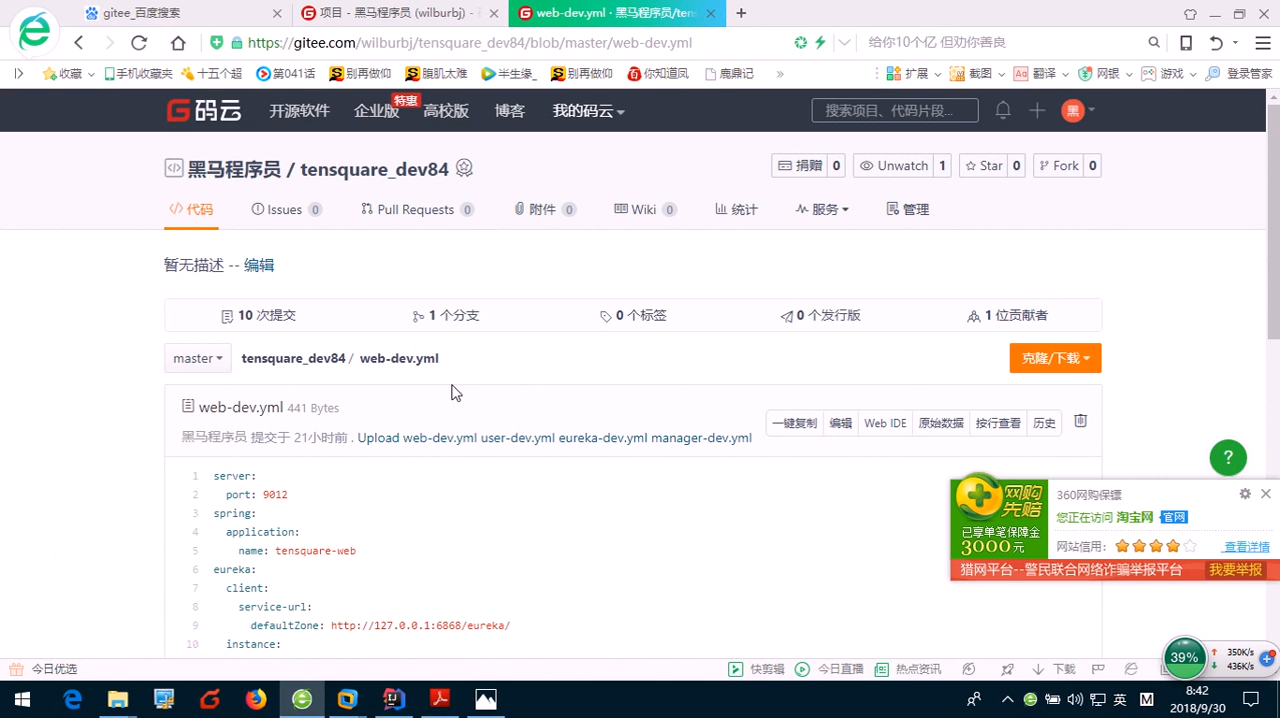 gitee_百度搜索
项目 - 黑马程序员 (wilburbj) -
web-dev.yml · 黑马程序员/ten
https://gitee.com/wilburbj/tensquare_dev84/blob/master/web-dev.yml
给你10个亿 但劝你善良
收藏 手机收藏夹 十五个超 第041话 别再做仰 腹肌大雅 半生缘_ 别再做仰 你知道凤 鹿鼎记 » 扩展 截图 翻译 网银 游戏 登录管家
码云 开源软件 企业版 特惠 高校版 博客 我的码云 搜索项目、代码片段... 黑
黑马程序员 / tensquare_dev84 捐赠 0 Unwatch 1 Star 0 Fork 0
代码 Issues 0 Pull Requests 0 附件 0 Wiki 0 统计 服务 管理
暂无描述 -- 编辑
10 次提交 1 个分支 0 个标签 0 个发行版 1 位贡献者
master tensquare_dev84 / web-dev.yml 克隆/下载
web-dev.yml 441 Bytes
一键复制 编辑 Web IDE 原始数据 按行查看 历史
黑马程序员 提交于 21小时前 . Upload web-dev.yml user-dev.yml eureka-dev.yml manager-dev.yml
1 server:
2 port: 9012
3 spring:
4 application:
5 name: tensquare-web
6 eureka:
7 client:
8 service-url:
9 defaultZone: http://127.0.0.1:6868/eureka/
10 instance:
?
网购先赔
已享单笔保障金
3000元
360网购保镖
您正在访问 淘宝网 官网
网站信用: 查看详情
猎网平台--警民联合网络诈骗举报平台 我要举报
39% 350K/s
436K/s
今日优选 快剪辑 今日直播 热点资讯 下载
英 M 8:42
2018/9/30